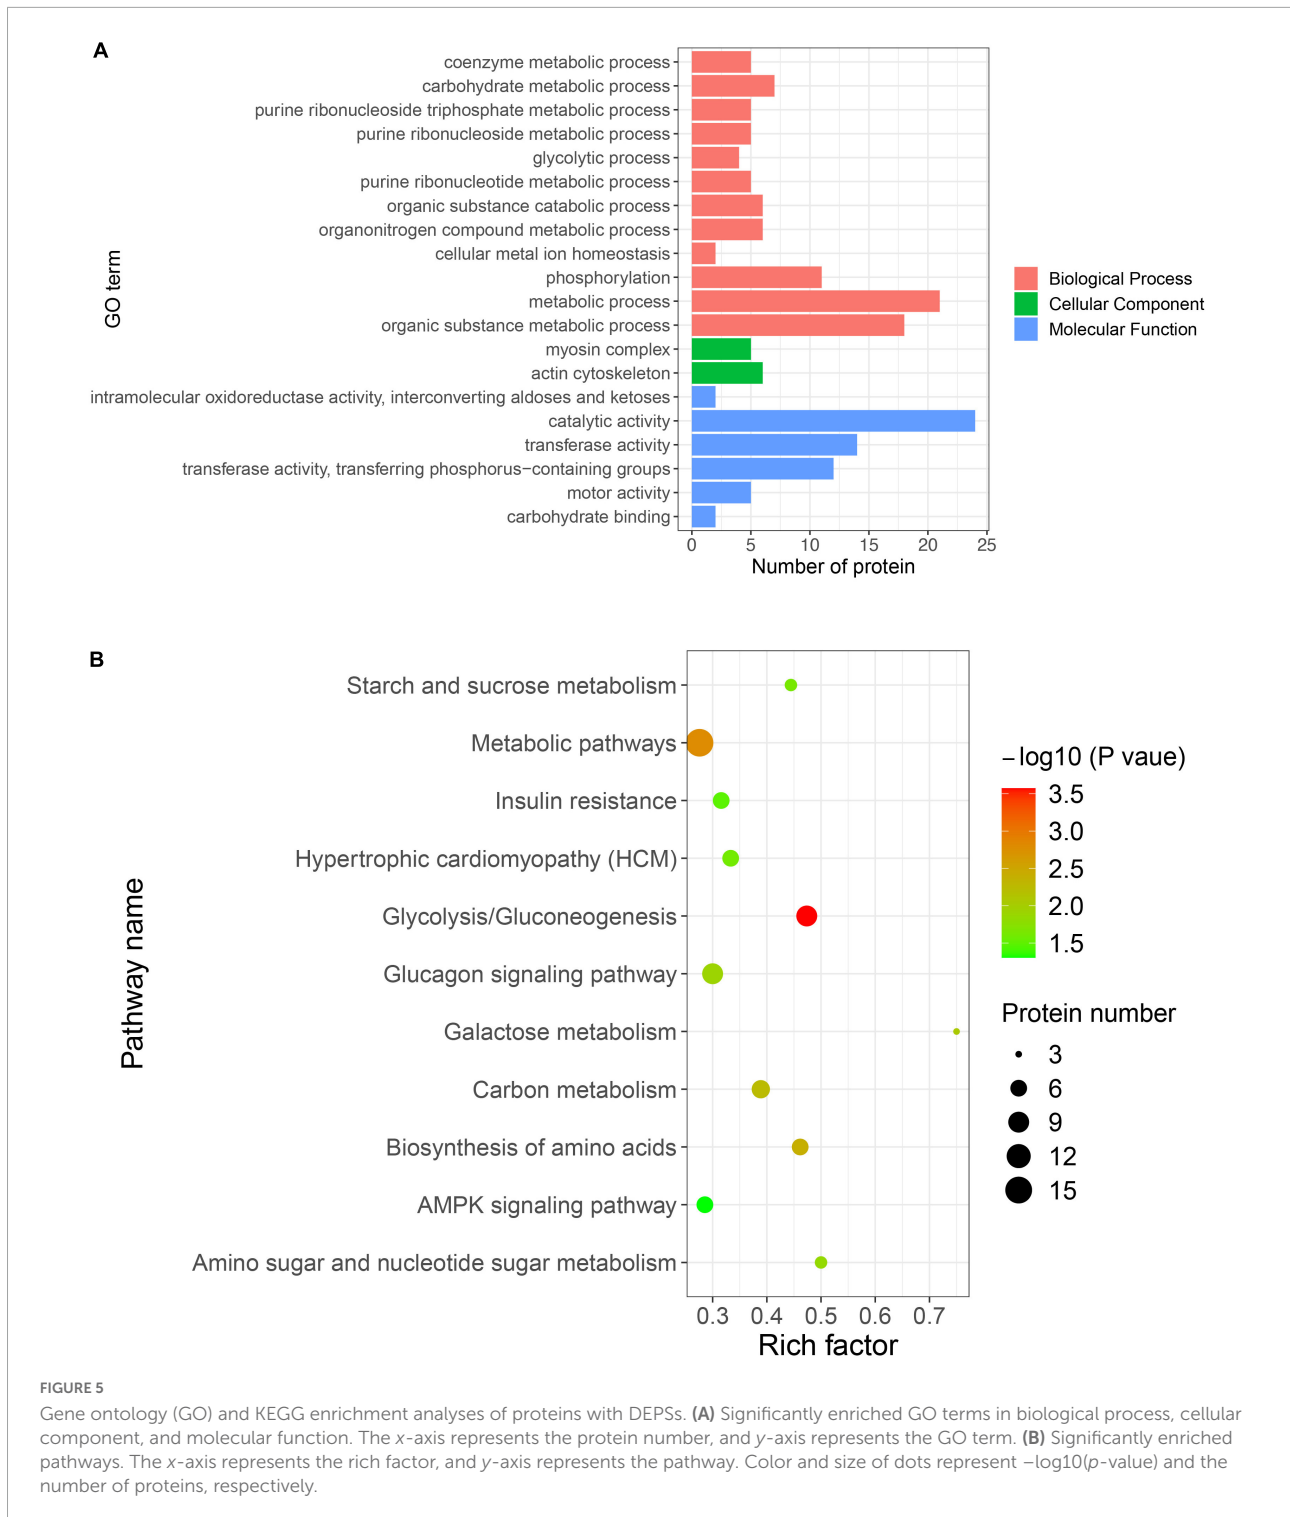 A
coenzyme metabolic process
carbohydrate metabolic process
purine ribonucleoside triphosphate metabolic process
purine ribonucleoside metabolic process
glycolytic process
purine ribonucleotide metabolic process
organic substance catabolic process
organonitrogen compound metabolic process
cellular metal ion homeostasis
phosphorylation
metabolic process
organic substance metabolic process
myosin complex
actin cytoskeleton
intramolecular oxidoreductase activity, interconverting aldoses and ketoses
catalytic activity
transferase activity
transferase activity, transferring phosphorus−containing groups
motor activity
carbohydrate binding
GO term
0 5 10 15 20 25
Number of protein
Biological Process
Cellular Component
Molecular Function
B
Starch and sucrose metabolism
Metabolic pathways
Insulin resistance
Hypertrophic cardiomyopathy (HCM)
Glycolysis/Gluconeogenesis
Glucagon signaling pathway
Galactose metabolism
Carbon metabolism
Biosynthesis of amino acids
AMPK signaling pathway
Amino sugar and nucleotide sugar metabolism
Pathway name
0.3 0.4 0.5 0.6 0.7
Rich factor
−log10 (P vaue)
3.5
3.0
2.5
2.0
1.5
Protein number
3
6
9
12
15
FIGURE 5
Gene ontology (GO) and KEGG enrichment analyses of proteins with DEPSs. (A) Significantly enriched GO terms in biological process, cellular
component, and molecular function. The x-axis represents the protein number, and y-axis represents the GO term. (B) Significantly enriched
pathways. The x-axis represents the rich factor, and y-axis represents the pathway. Color and size of dots represent −log10(p-value) and the
number of proteins, respectively.